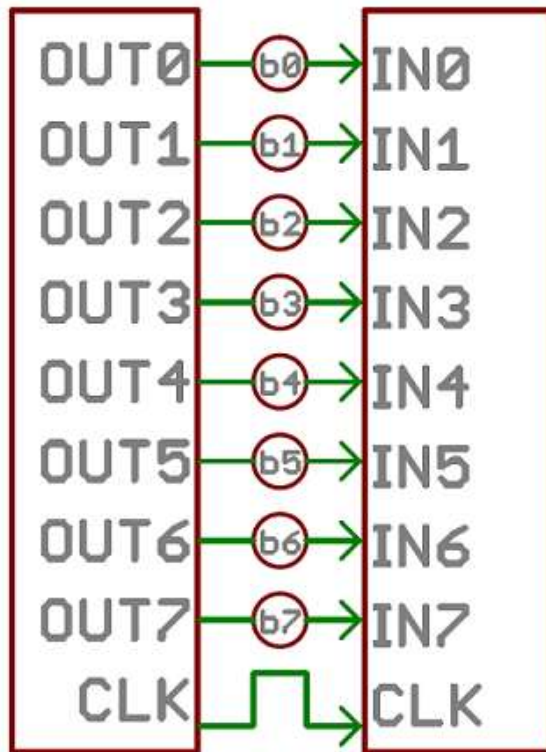 OUT0 b0 IN0
OUT1 b1 IN1
OUT2 b2 IN2
OUT3 b3 IN3
OUT4 b4 IN4
OUT5 b5 IN5
OUT6 b6 IN6
OUT7 b7 IN7
CLK CLK